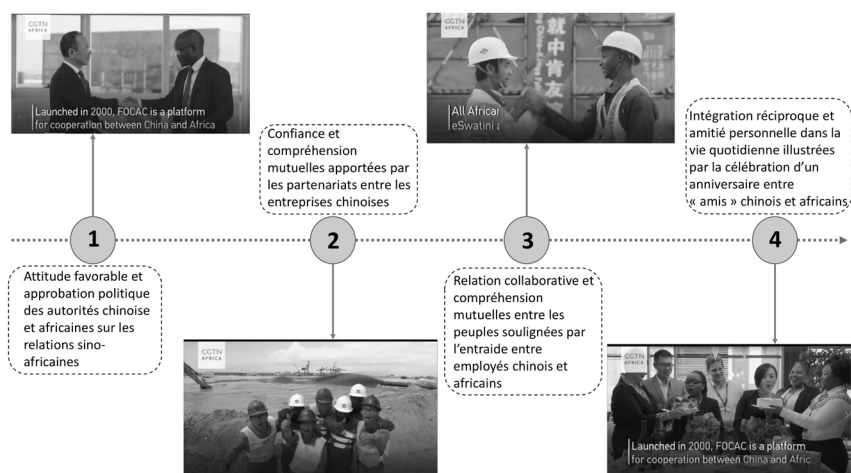 CGTN
AFRICA
Launched in 2000, FOCAC is a platform
for cooperation between China and Africa
1
Attitude favorable et
approbation politique
des autorités chinoise
et africaines sur les
relations sino-
africaines
Confiance et
compréhension
mutuelles apportées par
les partenariats entre les
entreprises chinoises
2
CGTN
AFRICA
CGTN
AFRICA
就中肯友
All African
eSwatini a
3
Relation collaborative et
compréhension
mutuelles entre les
peuples soulignées par
l'entraide entre
employés chinois et
africains
Intégration réciproque et
amitié personnelle dans la
vie quotidienne illustrées
par la célébration d'un
anniversaire entre
« amis » chinois et africains
4
CGTN
AFRICA
Launched in 2000, FOCAC is a platform
for cooperation between China and Afric